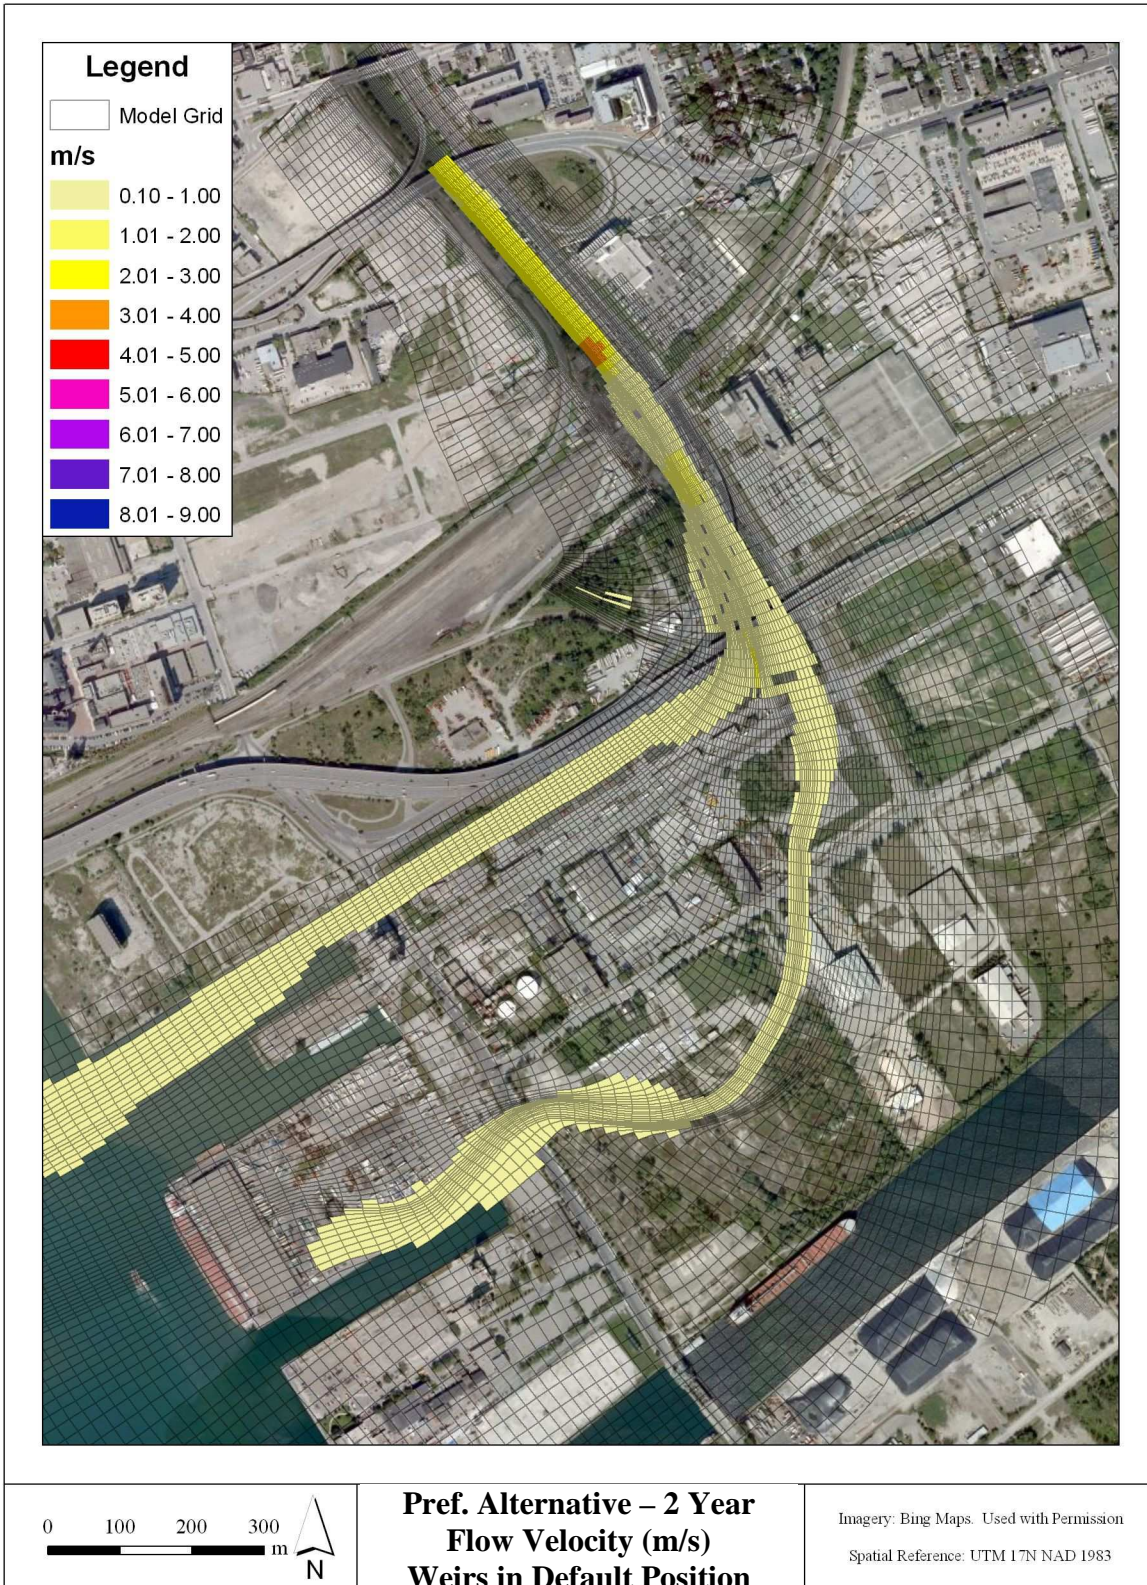 Legend
Model Grid
m/s
0.10 - 1.00
1.01 - 2.00
2.01 - 3.00
3.01 - 4.00
4.01 - 5.00
5.01 - 6.00
6.01 - 7.00
7.01 - 8.00
8.01 - 9.00
0 100 200 300
m
N
Pref. Alternative – 2 Year
Flow Velocity (m/s)
Weirs in Default Position
Imagery: Bing Maps. Used with Permission
Spatial Reference: UTM 17N NAD 1983